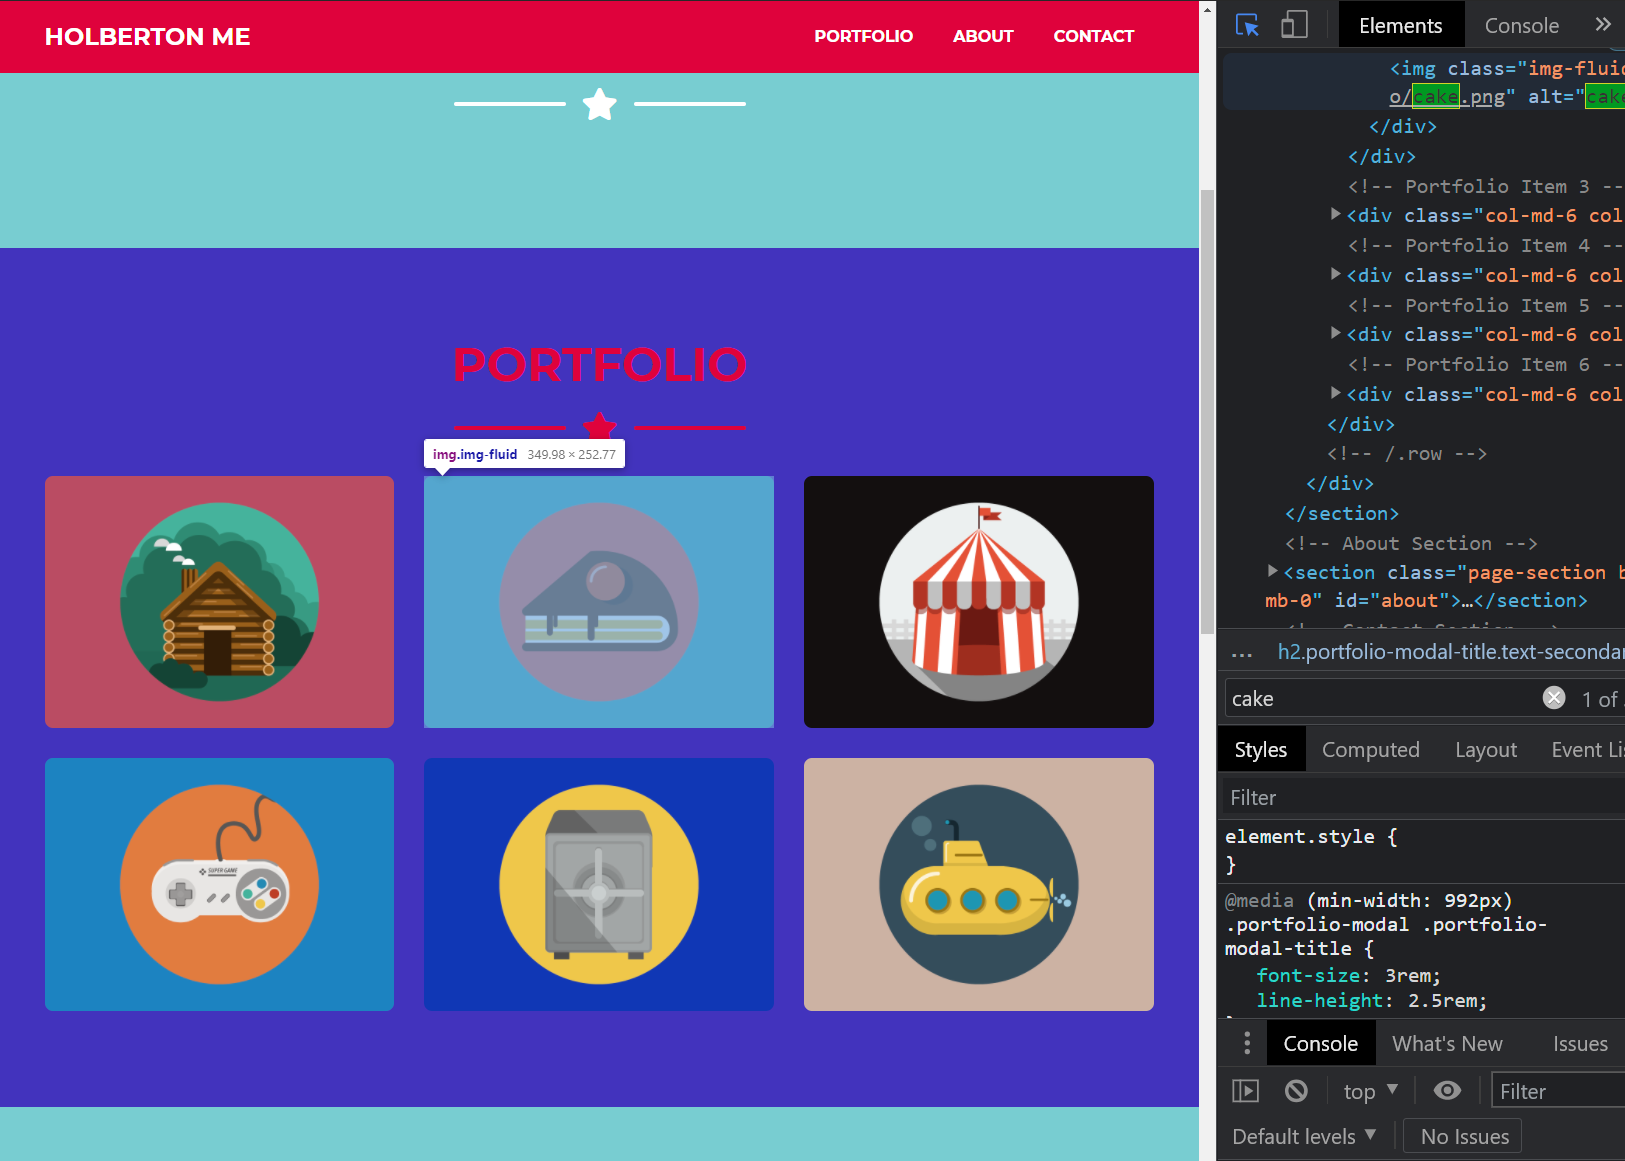 HOLBERTON ME
PORTFOLIO ABOUT CONTACT
PORTFOLIO
img.img-fluid 349.98 × 252.77
SUPER GAME
Elements Console
<img class="img-fluid
o/cake.png" alt="cake
</div>
</div>
<!-- Portfolio Item 3 --
<div class="col-md-6 col
<!-- Portfolio Item 4 --
<div class="col-md-6 col
<!-- Portfolio Item 5 --
<div class="col-md-6 col
<!-- Portfolio Item 6 --
<div class="col-md-6 col
</div>
<!-- /.row -->
</div>
</section>
<!-- About Section -->
<section class="page-section b
mb-0" id="about">…</section>
<!-- Contact Section -->
... h2.portfolio-modal-title.text-secondar
cake 1 of
Styles Computed Layout Event Lis
Filter
element.style {
}
@media (min-width: 992px)
.portfolio-modal .portfolio-
modal-title {
font-size: 3rem;
line-height: 2.5rem;
}
Console What's New Issues
top Filter
Default levels No Issues